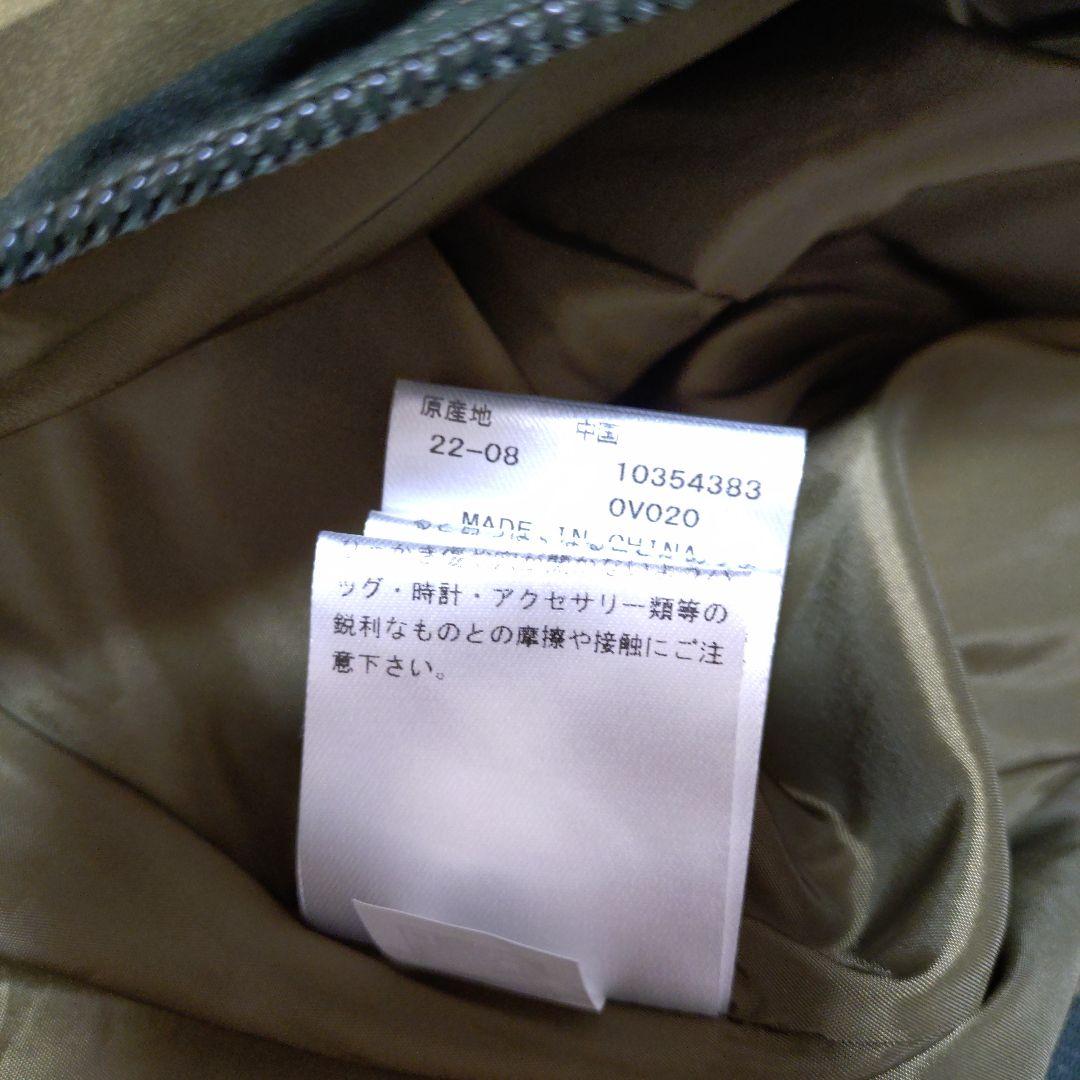 原産地 中国
22-08
10354383
0V020
MADE IN CHINA
ッグ・時計・アクセサリー類等の
鋭利なものとの摩擦や接触にご注
意下さい。